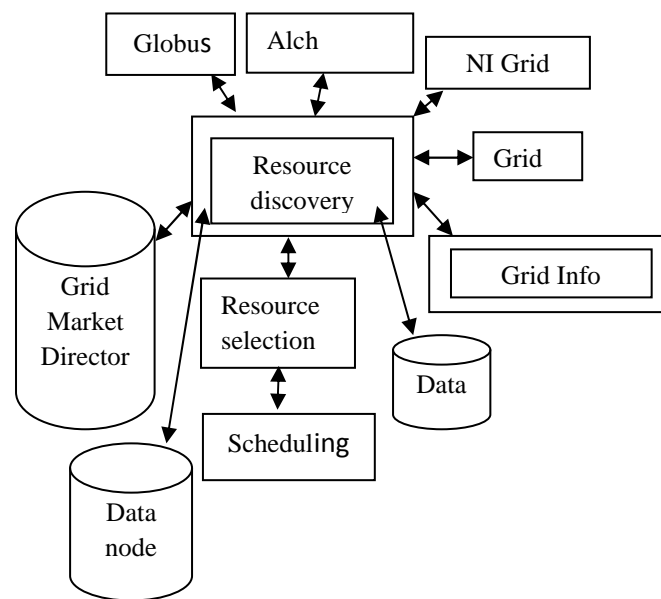 Globus
Alch
NI Grid
Resource
discovery
Grid
Grid
Market
Director
Grid Info
Resource
selection
Data
Scheduling
Data
node